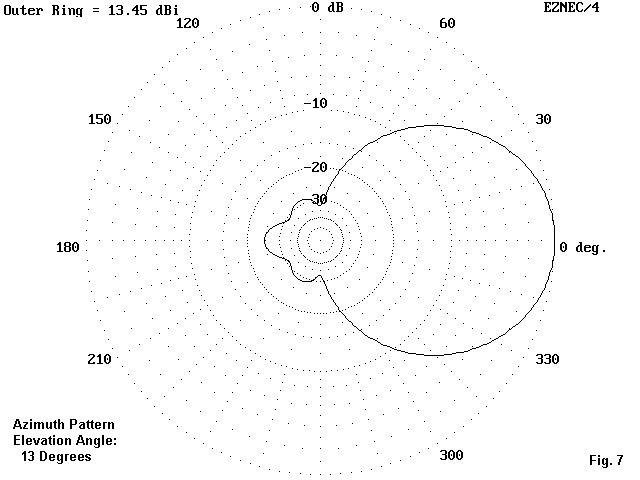 Outer Ring = 13.45 dBi
0 dB
EZNEC/4
120
60
-10
150
30
-20
30
180
0 deg.
210
330
Azimuth Pattern
Elevation Angle:
13 Degrees
300
Fig. 7